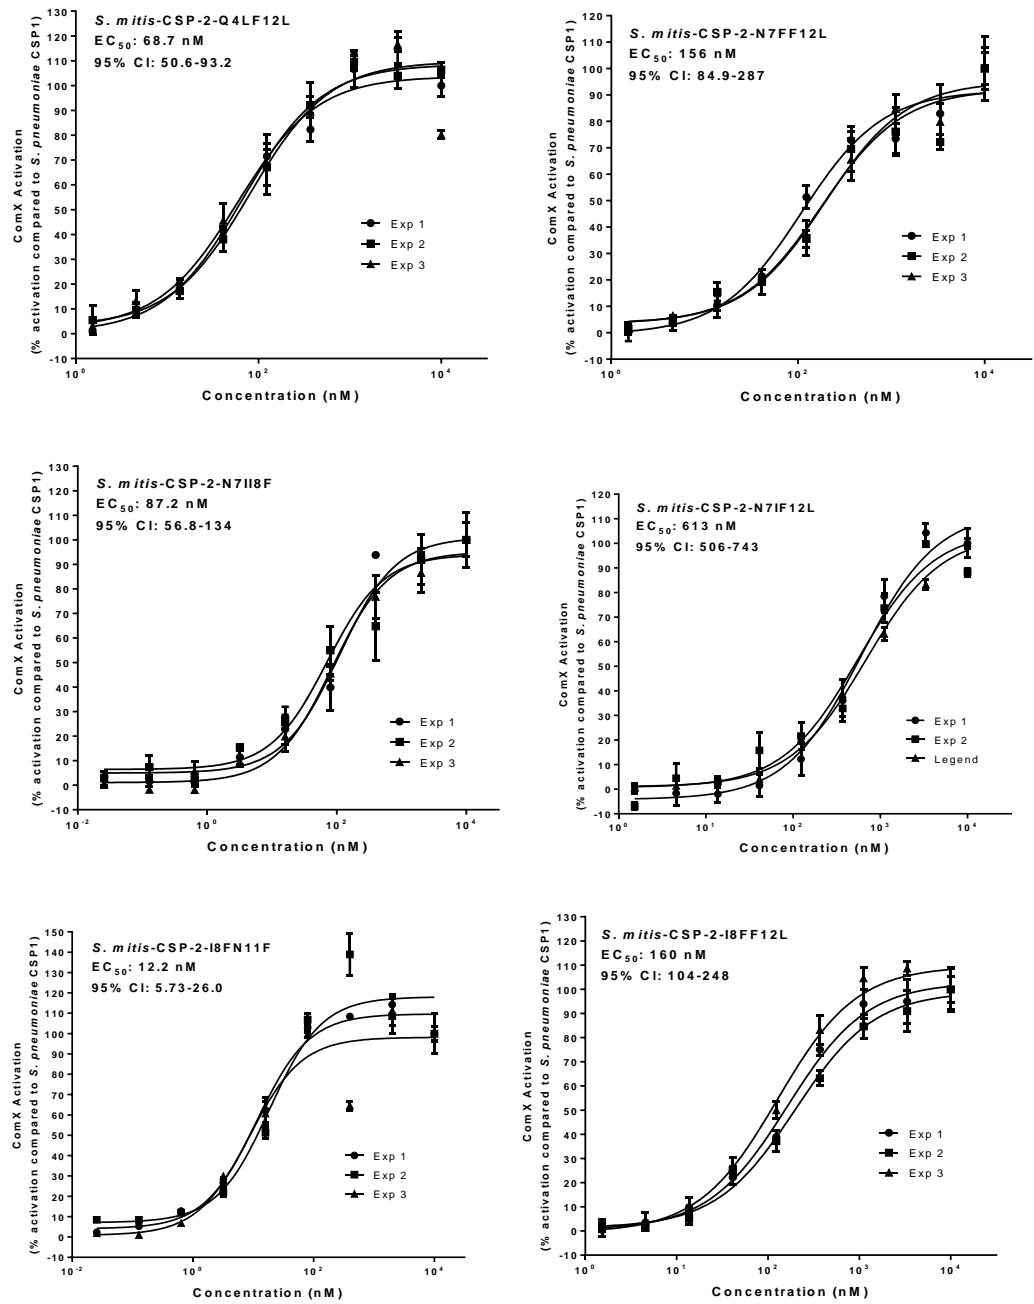 S. mitis-CSP-2-Q4LF12L
EC50: 68.7 nM
95% CI: 50.6-93.2
ComX Activation
(% activation compared to S. pneumoniae CSP1)
130
120
110
100
90
80
70
60
50
40
30
20
10
0
-10
Exp 1
Exp 2
Exp 3
10^0
10^2
10^4
Concentration (nM)
S. mitis-CSP-2-N7FF12L
EC50: 156 nM
95% CI: 84.9-287
ComX Activation
(% activation compared to S. pneumoniae CSP1)
120
110
100
90
80
70
60
50
40
30
20
10
0
-10
Exp 1
Exp 2
Exp 3
10^0
10^2
10^4
Concentration (nM)
S. mitis-CSP-2-N7II8F
EC50: 87.2 nM
95% CI: 56.8-134
ComX Activation
(% activation compared to S. pneumoniae CSP1)
130
120
110
100
90
80
70
60
50
40
30
20
10
0
-10
Exp 1
Exp 2
Exp 3
10^-2
10^0
10^2
10^4
Concentration (nM)
S. mitis-CSP-2-N7IF12L
EC50: 613 nM
95% CI: 506-743
ComX Activation
(% activation compared to S. pneumoniae CSP1)
120
110
100
90
80
70
60
50
40
30
20
10
0
-10
Exp 1
Exp 2
Legend
10^0
10^1
10^2
10^3
10^4
Concentration (nM)
S. mitis-CSP-2-I8FN11F
EC50: 12.2 nM
95% CI: 5.73-26.0
ComX Activation
(% activation compared to S. pneumoniae CSP1)
150
140
130
120
110
100
90
80
70
60
50
40
30
20
10
0
-10
Exp 1
Exp 2
Exp 3
10^-2
10^0
10^2
10^4
Concentration (nM)
S. mitis-CSP-2-I8FF12L
EC50: 160 nM
95% CI: 104-248
ComX Activation
(% activation compared to S. pneumoniae CSP1)
130
120
110
100
90
80
70
60
50
40
30
20
10
0
-10
Exp 1
Exp 2
Exp 3
10^0
10^1
10^2
10^3
10^4
Concentration (nM)